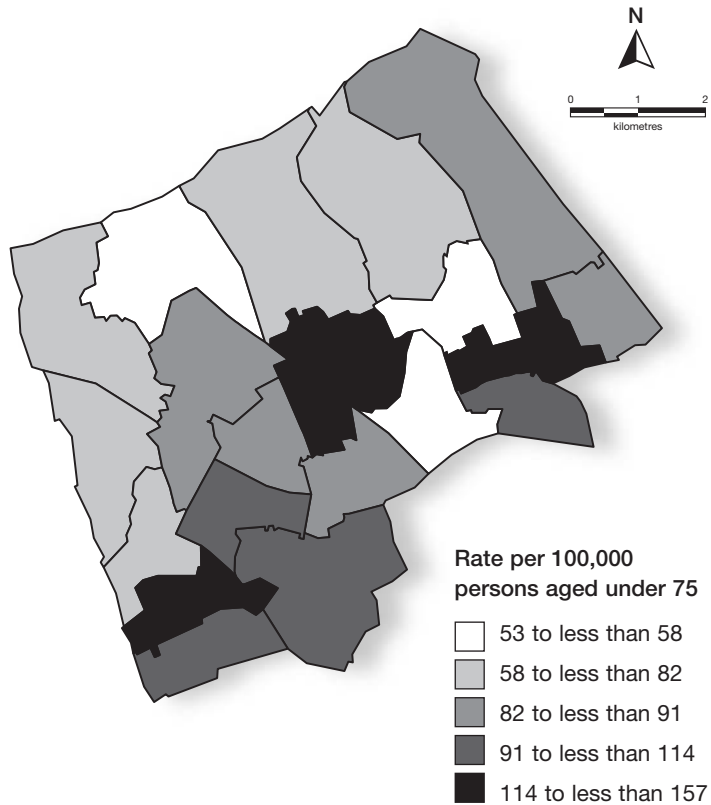 N
0 1 2
kilometres
Rate per 100,000
persons aged under 75
53 to less than 58
58 to less than 82
82 to less than 91
91 to less than 114
114 to less than 157